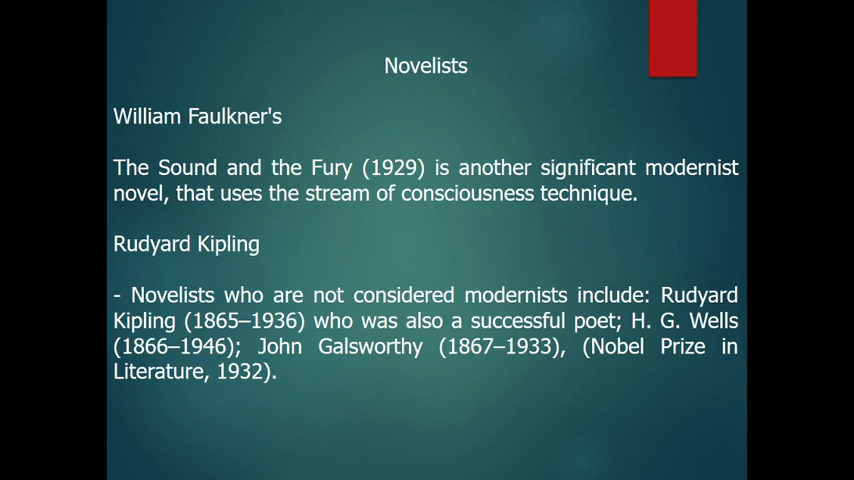 Novelists
William Faulkner's
The Sound and the Fury (1929) is another significant modernist
novel, that uses the stream of consciousness technique.
Rudyard Kipling
- Novelists who are not considered modernists include: Rudyard
Kipling (1865–1936) who was also a successful poet; H. G. Wells
(1866–1946); John Galsworthy (1867–1933), (Nobel Prize in
Literature, 1932).